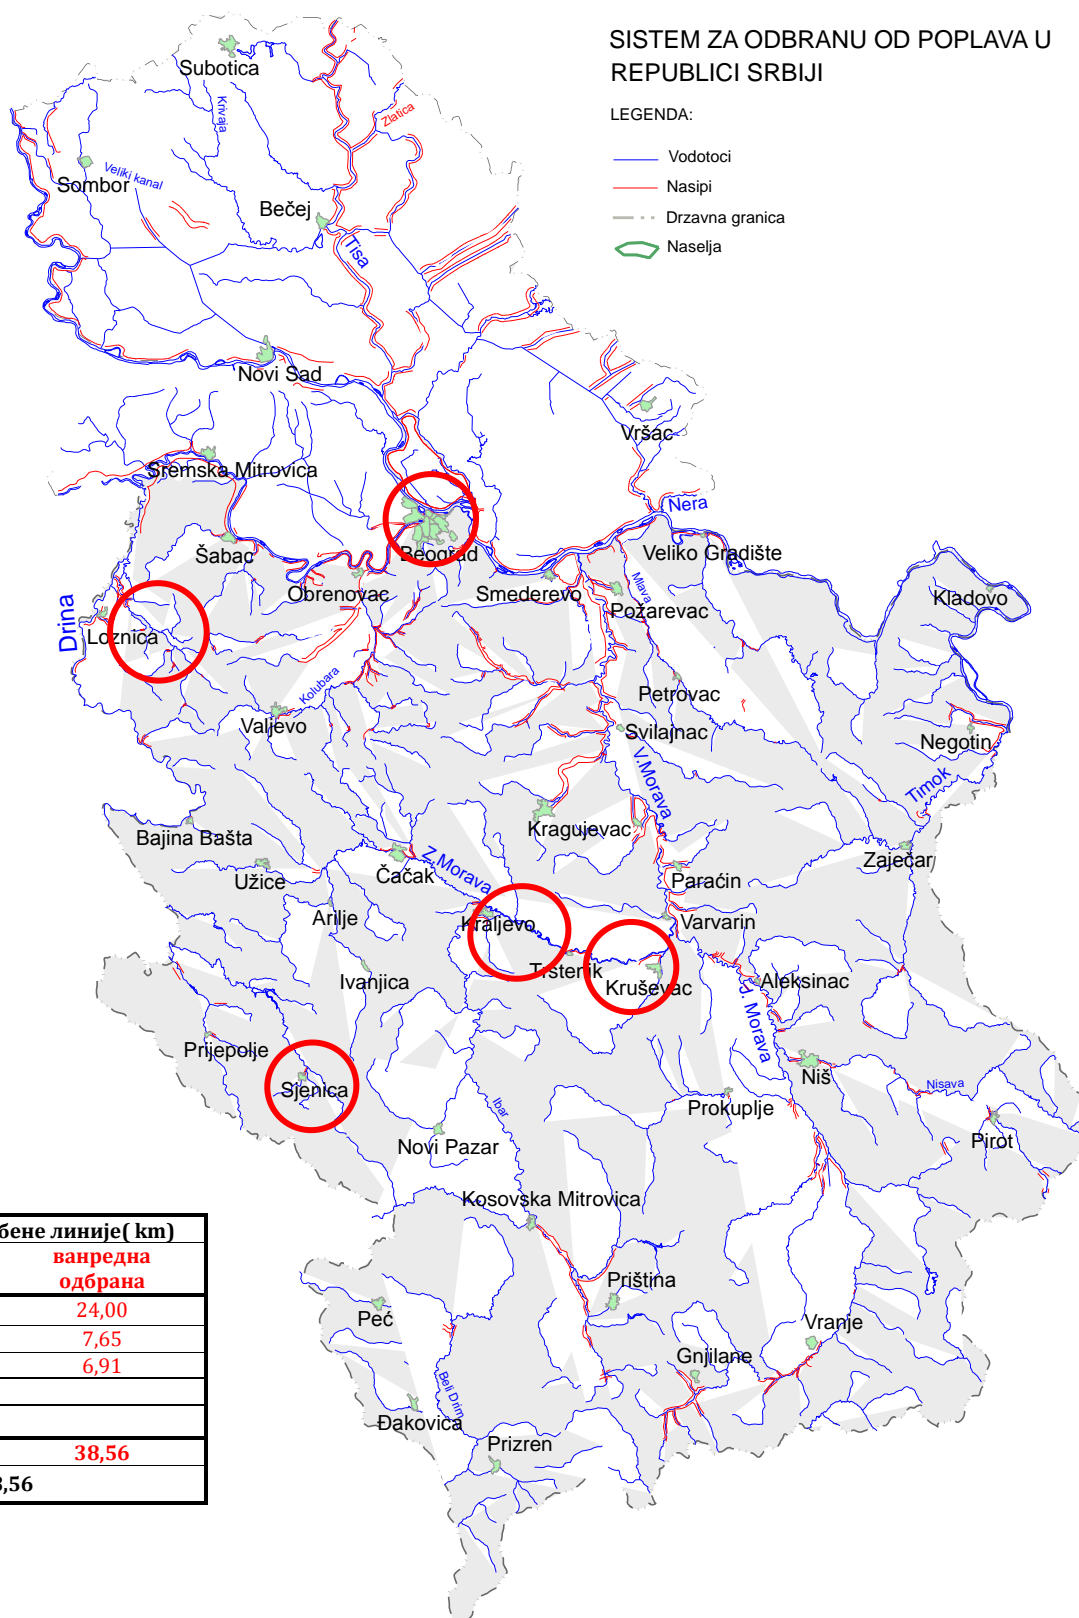 SISTEM ZA ODBRANU OD POPLAVA U
REPUBLICI SRBIJI
LEGENDA:
Vodotoci
Nasipi
Drzavna granica
Naselja
Subotica
Krivaja
Zlatica
Sombor
Veliki kanal
Bečej
Tisa
Novi Sad
Vršac
Sremska Mitrovica
Nera
Šabac
Beograd
Veliko Gradište
Obrenovac
Smederevo
Mlava
Požarevac
Kladovo
Drina
Loznica
Kolubara
Petrovac
Valjevo
Svilajnac
Negotin
V.Morava
Timok
Bajina Bašta
Kragujevac
Z.Morava
Zaječar
Užice
Čačak
Paraćin
Arilje
Kraljevo
Varvarin
Ivanjica
Trstenik
Kruševac
Aleksinac
J. Morava
Prijepolje
Sjenica
Niš
Nisava
Ibar
Prokuplje
Pirot
Novi Pazar
Kosovska Mitrovica
Priština
Peć
Vranje
Gnjilane
Beli Drim
Đakovica
Prizren
бене линије( km)
ванредна
одбрана
24,00
7,65
6,91
38,56
,56